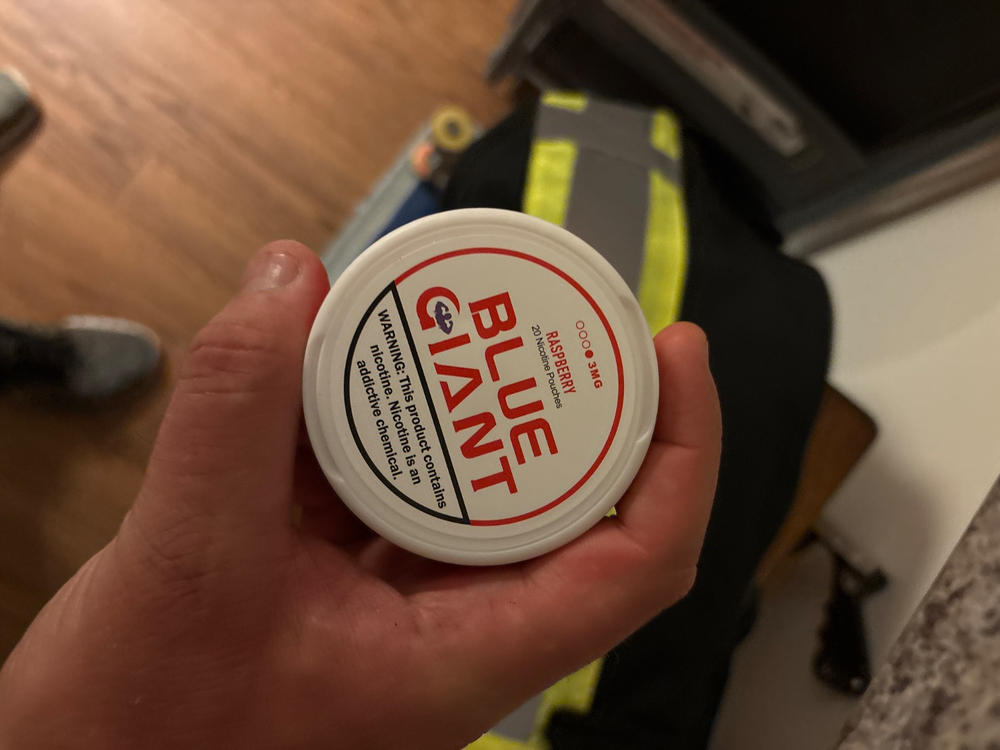 3MG
RASPBERRY
20 Nicotine Pouches
BLUE
GIANT
WARNING: This product contains
nicotine. Nicotine is an
addictive chemical.